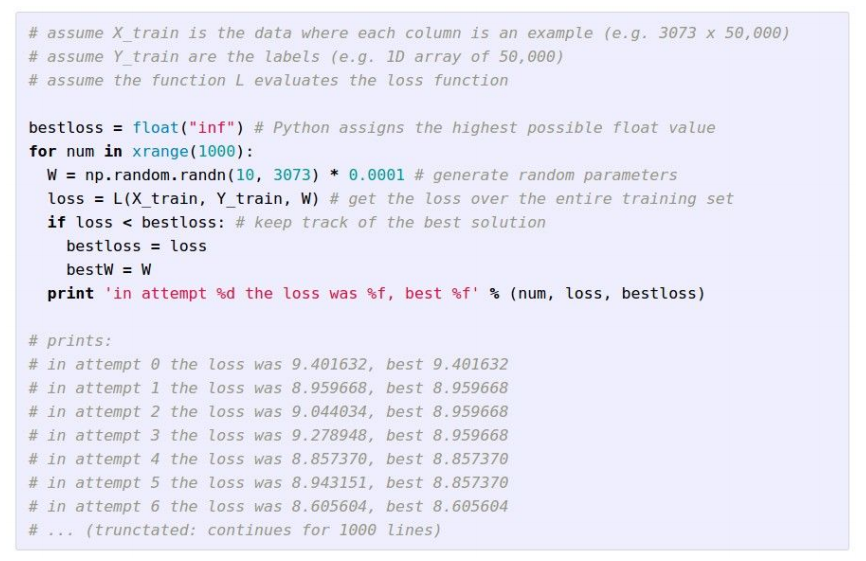 # assume X_train is the data where each column is an example (e.g. 3073 x 50,000)
# assume Y_train are the labels (e.g. 1D array of 50,000)
# assume the function L evaluates the loss function

bestloss = float("inf") # Python assigns the highest possible float value
for num in xrange(1000):
  W = np.random.randn(10, 3073) * 0.0001 # generate random parameters
  loss = L(X_train, Y_train, W) # get the loss over the entire training set
  if loss < bestloss: # keep track of the best solution
    bestloss = loss
    bestW = W
  print 'in attempt %d the loss was %f, best %f' % (num, loss, bestloss)

# prints:
# in attempt 0 the loss was 9.401632, best 9.401632
# in attempt 1 the loss was 8.959668, best 8.959668
# in attempt 2 the loss was 9.044034, best 8.959668
# in attempt 3 the loss was 9.278948, best 8.959668
# in attempt 4 the loss was 8.857370, best 8.857370
# in attempt 5 the loss was 8.943151, best 8.857370
# in attempt 6 the loss was 8.605604, best 8.605604
# ... (trunctated: continues for 1000 lines)